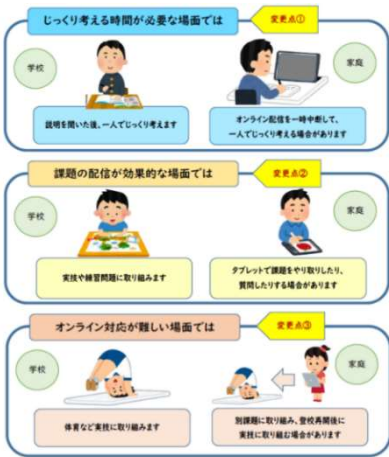 じっくり考える時間が必要な場面では
変更点①
学校
家庭
説明を聞いた後、一人でじっくり考えます
オンライン配信を一時中断して、
一人でじっくり考える場合があります
課題の配信が効果的な場面では
変更点②
学校
家庭
実技や練習問題に取り組みます
タブレットで課題をやり取りしたり、
質問したりする場合があります
オンライン対応が難しい場面では
変更点③
学校
家庭
体育など実技に取り組みます
別課題に取り組み、登校再開後に
実技に取り組む場合があります